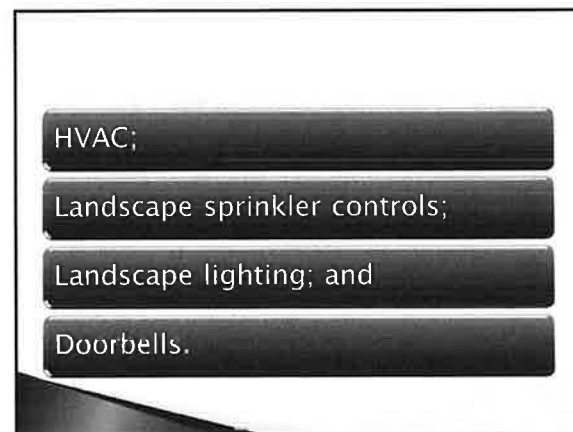 HVAC;
Landscape sprinkler controls;
Landscape lighting; and
Doorbells.